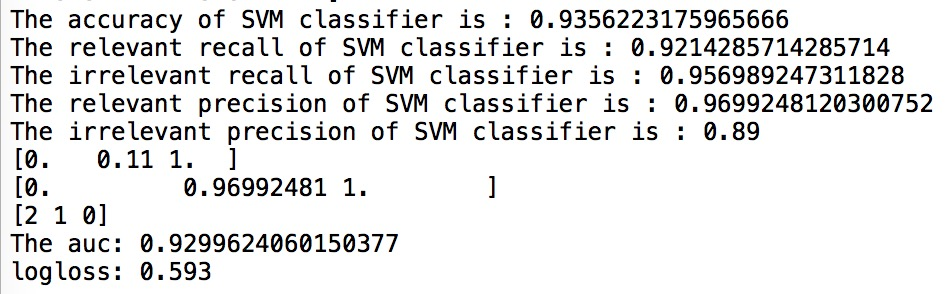 The accuracy of SVM classifier is : 0.9356223175965666
The relevant recall of SVM classifier is : 0.9214285714285714
The irrelevant recall of SVM classifier is : 0.956989247311828
The relevant precision of SVM classifier is : 0.9699248120300752
The irrelevant precision of SVM classifier is : 0.89
[0.   0.11 1.  ]
[0.         0.96992481 1.        ]
[2 1 0]
The auc: 0.9299624060150377
logloss: 0.593